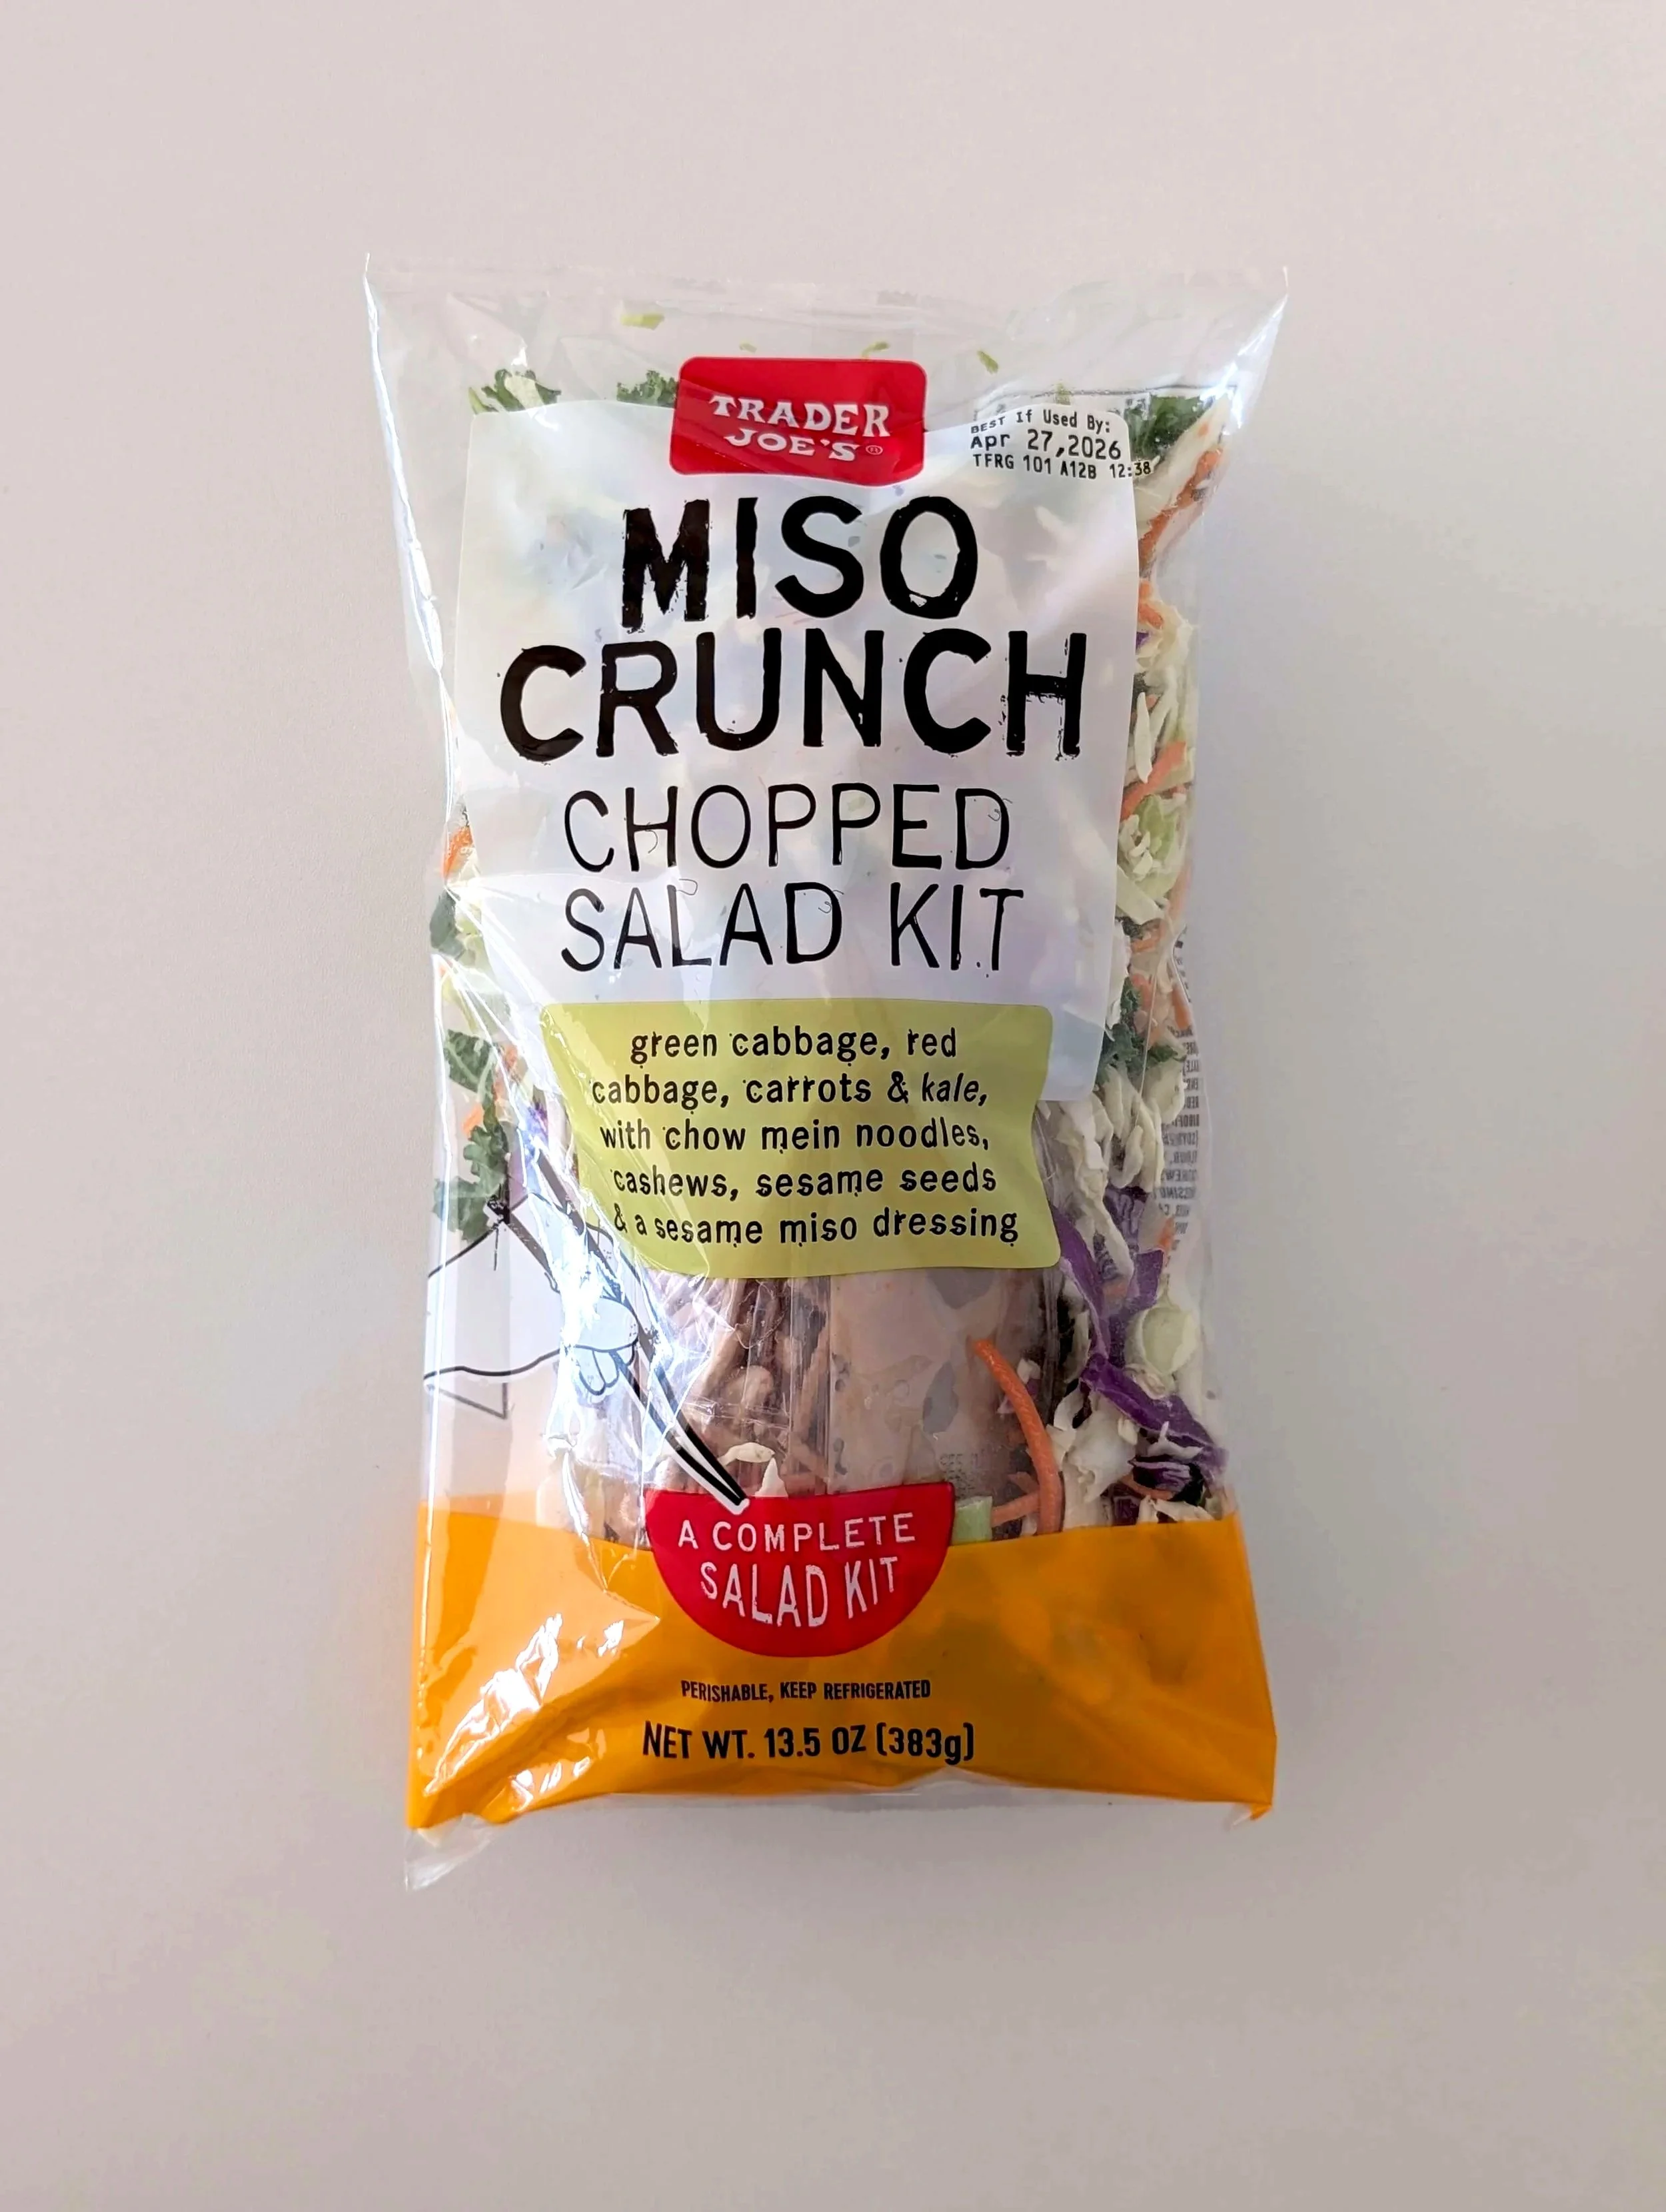 TRADER
JOE'S®
BEST If Used By:
Apr 27,2026
TFRG 101 A12B 12:38
MISO
CRUNCH
CHOPPED
SALAD KIT
green cabbage, red
cabbage, carrots & kale,
with chow mein noodles,
cashews, sesame seeds
& a sesame miso dressing
A COMPLETE
SALAD KIT
PERISHABLE, KEEP REFRIGERATED
NET WT. 13.5 OZ (383g)